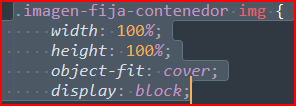 .imagen-fija-contenedor img {
width: 100%;
height: 100%;
object-fit: cover;
display: block;